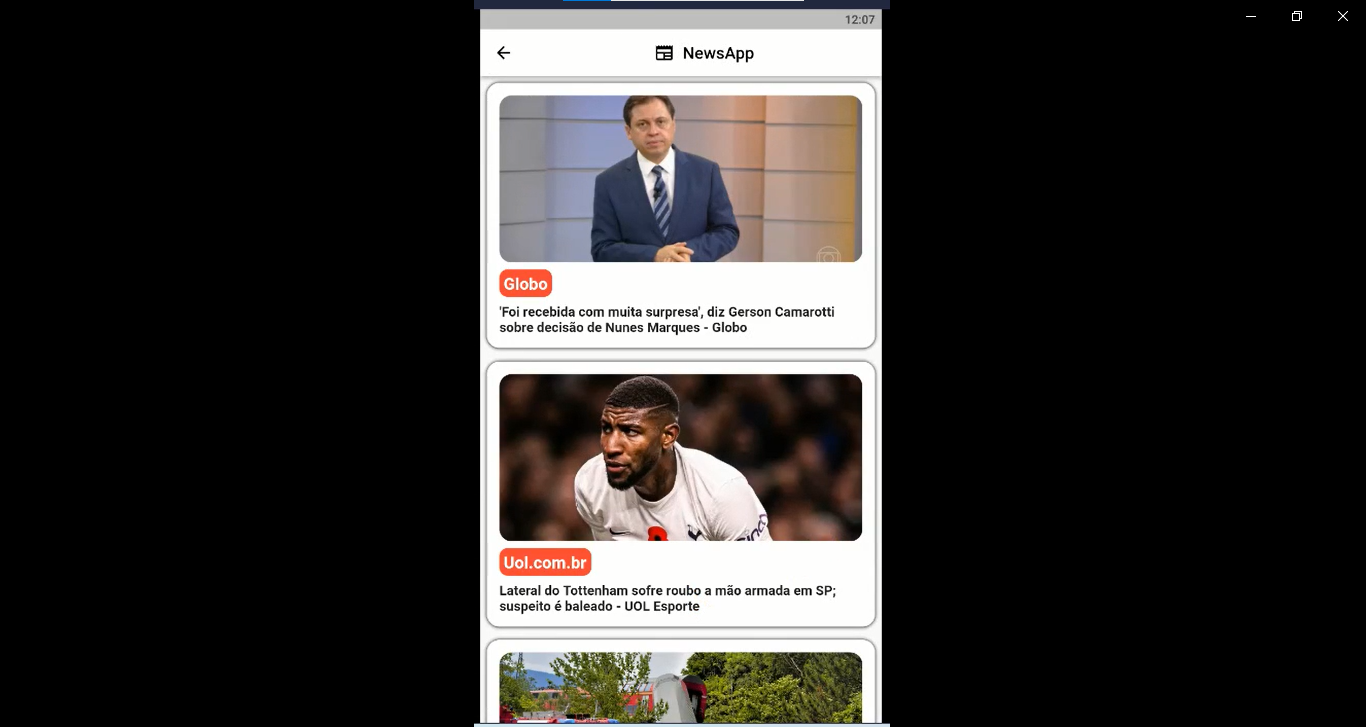 12:07
NewsApp
Globo
'Foi recebida com muita surpresa', diz Gerson Camarotti
sobre decisão de Nunes Marques - Globo
Uol.com.br
Lateral do Tottenham sofre roubo a mão armada em SP;
suspeito é baleado - UOL Esporte